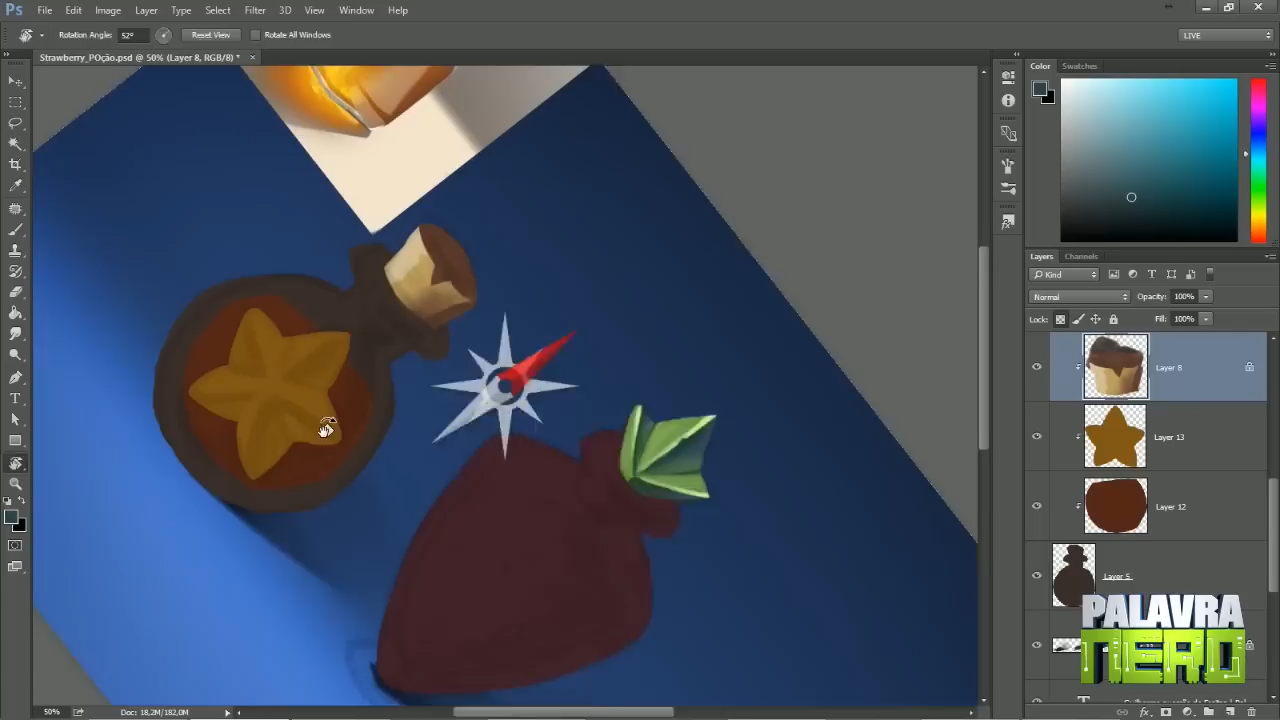 Ps File Edit Image Layer Type Select Filter 3D View Window Help
Rotation Angle: 52° Reset View Rotate All Windows LIVE
Strawberry_POção.psd @ 50% (Layer 8, RGB/8) * ×
Color Swatches
Layers Channels
Kind
Normal Opacity: 100%
Lock: Fill: 100%
Layer 8
Layer 13
Layer 12
Layer 5
PALAVRA
NERD
50% Doc: 18,2M/182,0M